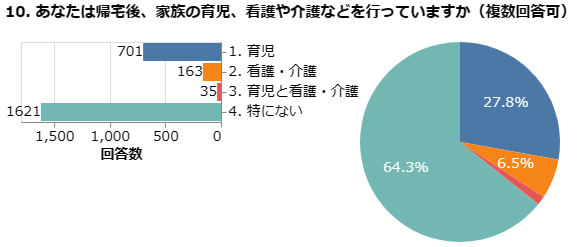 10. あなたは帰宅後、家族の育児、看護や介護などを行っていますか（複数回答可）
701 1. 育児
163 2. 看護・介護
35 3. 育児と看護・介護
1621 4. 特にない
1,500 1,000 500 0
回答数
27.8%
6.5%
64.3%